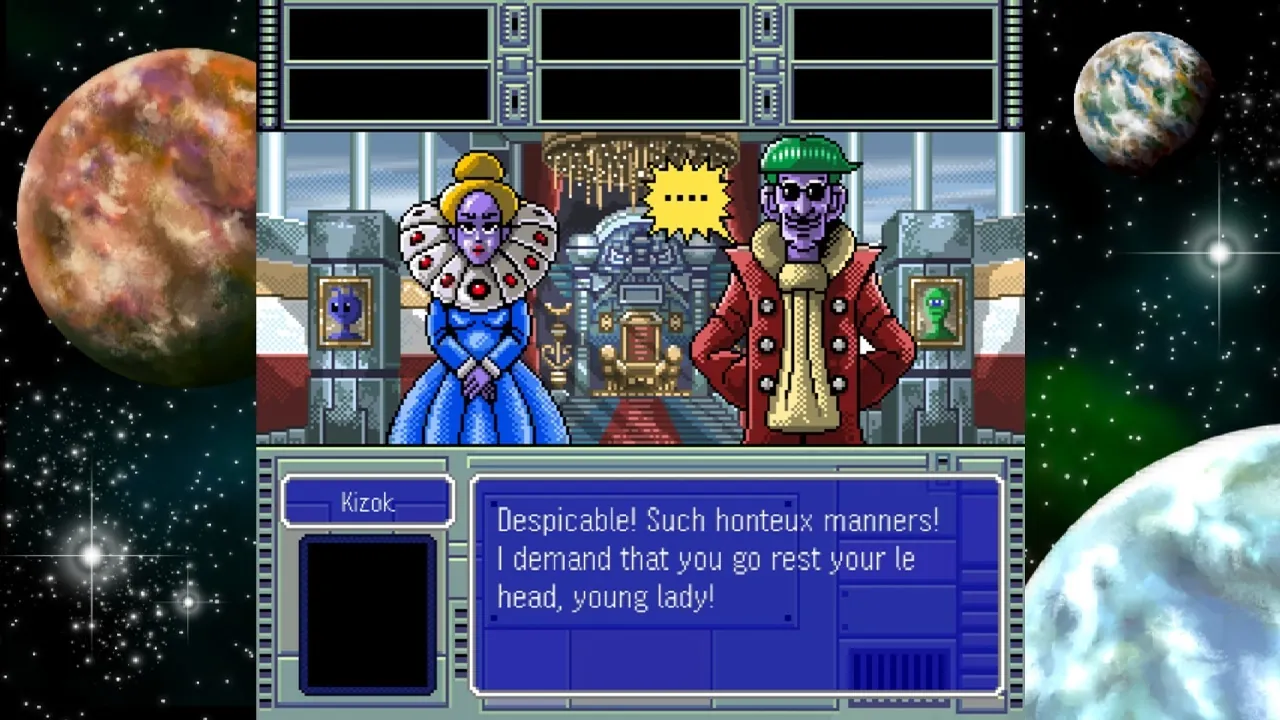 ....
Kizok
Despicable! Such honteux manners!
I demand that you go rest your le
head, young lady!